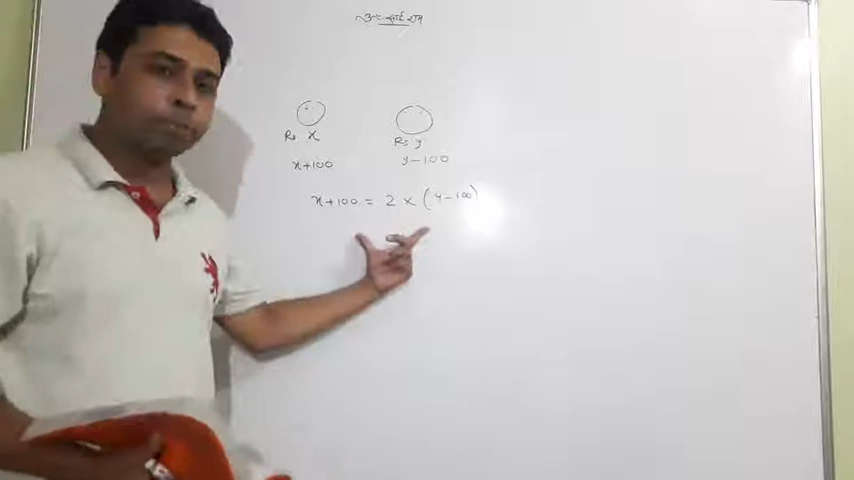 Rs x Rs y
x+100 y-100
x+100 = 2 × (y-100)